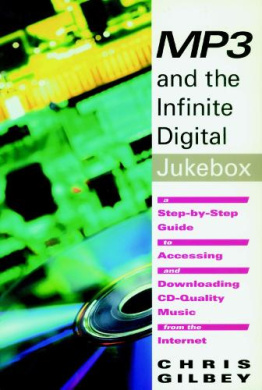 MP3
and the
Infinite
Digital
Jukebox
a
Step-by-Step
Guide
to
Accessing
and
Downloading
CD-Quality
Music
from the
Internet
CHRIS
GILBEY